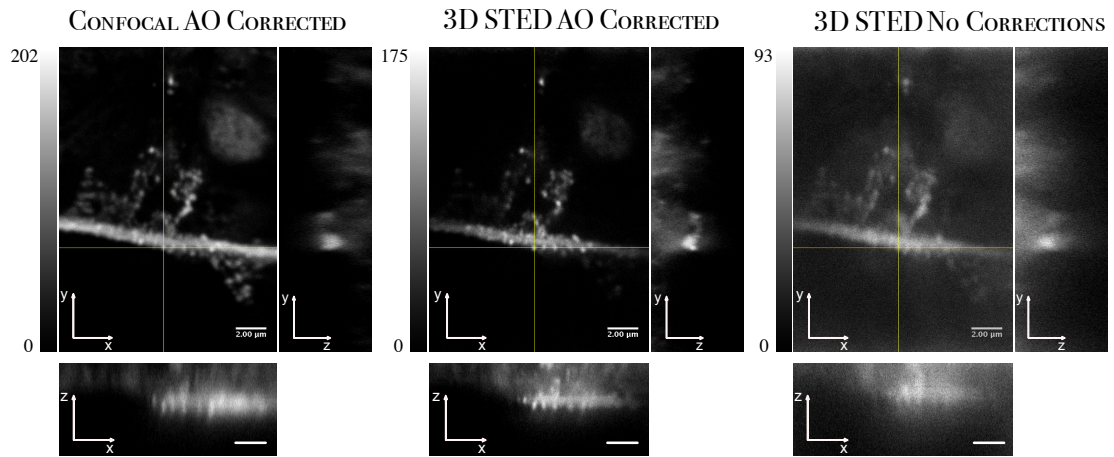 Confocal AO Corrected
3D STED AO Corrected
3D STED No Corrections
202
175
93
y
x
2.00 μm
y
z
y
x
2.00 μm
y
z
y
x
2.00 μm
y
z
0
0
0
z
x
z
x
z
x